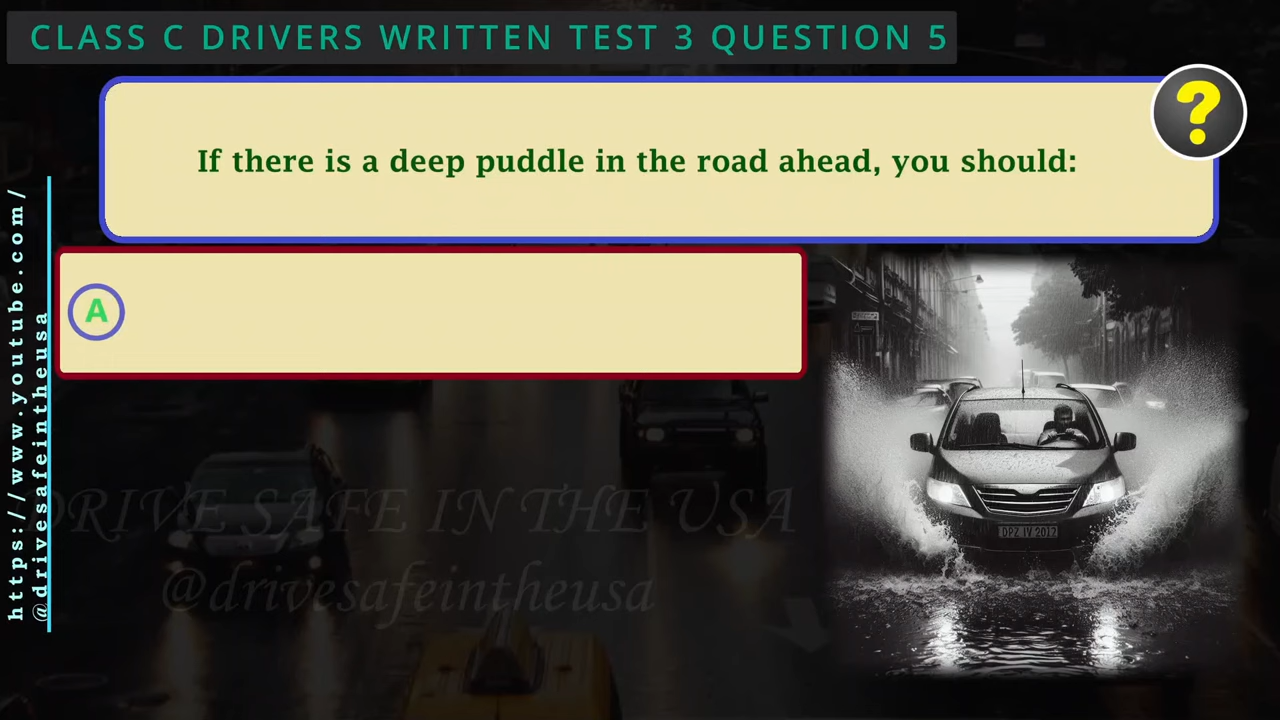 CLASS C DRIVERS WRITTEN TEST 3 QUESTION 5
?
If there is a deep puddle in the road ahead, you should:
A
https://www.youtube.com/
@drivesafeintheusa
DRIVE SAFE IN THE USA
@drivesafeintheusa